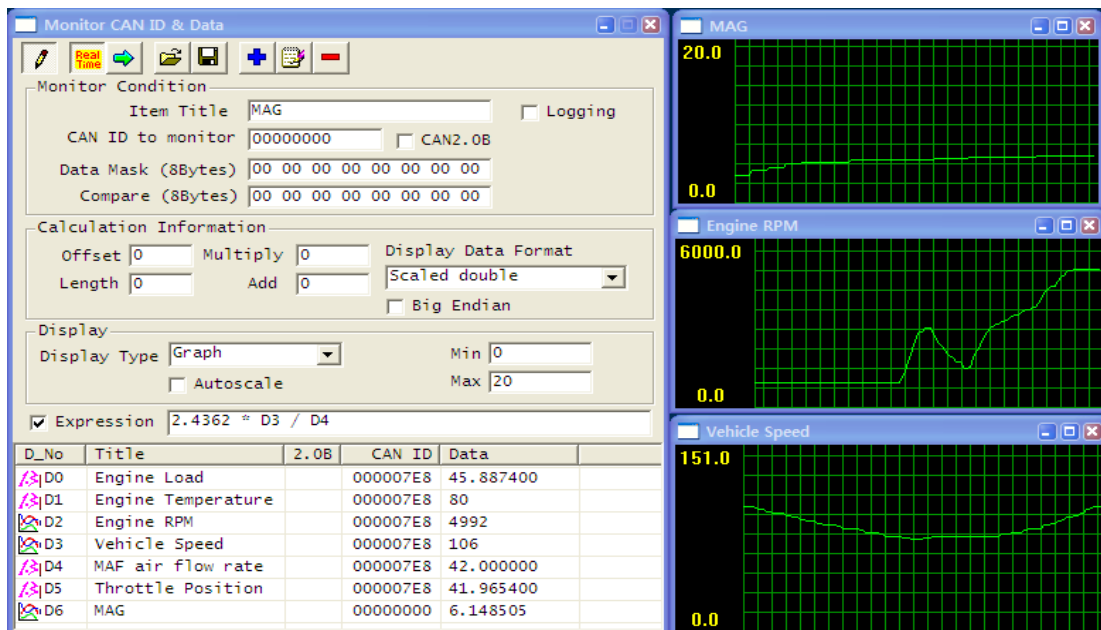 Monitor CAN ID & Data
Real Time
Monitor Condition
Item Title MAG Logging
CAN ID to monitor 00000000 CAN2.0B
Data Mask (8Bytes) 00 00 00 00 00 00 00 00
Compare (8Bytes) 00 00 00 00 00 00 00 00
Calculation Information
Offset 0 Multiply 0 Display Data Format
Length 0 Add 0 Scaled double
Big Endian
Display
Display Type Graph Min 0
Autoscale Max 20
Expression 2.4362 * D3 / D4
D_No Title 2.0B CAN ID Data
D0 Engine Load 000007E8 45.887400
D1 Engine Temperature 000007E8 80
D2 Engine RPM 000007E8 4992
D3 Vehicle Speed 000007E8 106
D4 MAF air flow rate 000007E8 42.000000
D5 Throttle Position 000007E8 41.965400
D6 MAG 00000000 6.148505
MAG
20.0
0.0
Engine RPM
6000.0
0.0
Vehicle Speed
151.0
0.0